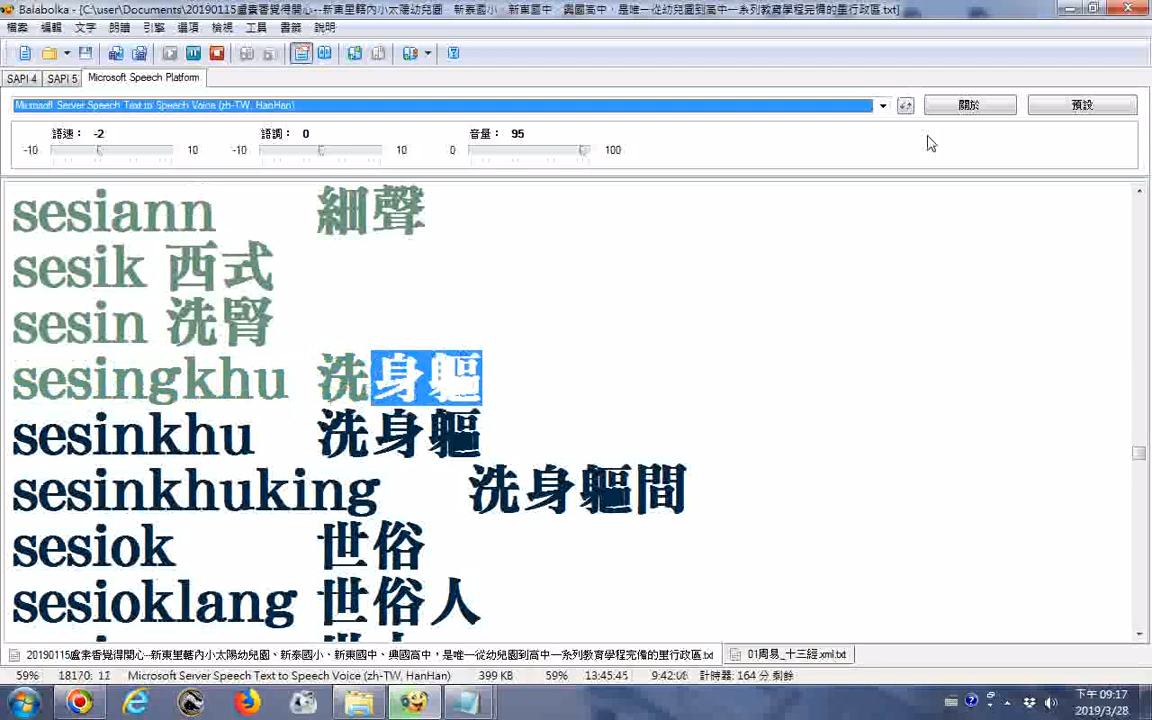 Balabolka - [C:\user\Documents\20190115盧素香覺得開心--新東里轄內小太陽幼兒園、新泰國小、新東國中、興國高中，是唯一從幼兒園到高中一系列教育學程完備的里行政區.txt]
檔案 編輯 文字 朗讀 引擎 選項 檢視 工具 書籤 說明
SAPI 4 SAPI 5 Microsoft Speech Platform
Microsoft Server Speech Text to Speech Voice (zh-TW, HanHan) 關於 預設
語速： -2 語調： 0 音量： 95
-10 10 -10 10 0 100
sesiann 細聲
sesik 西式
sesin 洗腎
sesingkhu 洗身軀
sesinkhu 洗身軀
sesinkhuking 洗身軀間
sesiok 世俗
sesioklang 世俗人
20190115盧素香覺得開心--新東里轄內小太陽幼兒園、新泰國小、新東國中、興國高中，是唯一從幼兒園到高中一系列教育學程完備的里行政區.txt 01周易_十三經.xml.txt
59% 18170: 11 Microsoft Server Speech Text to Speech Voice (zh-TW, HanHan) 399 KB 59% 13:45:45 9:42:08 計時器: 164 分 剩餘
下午 09:17
2019/3/28